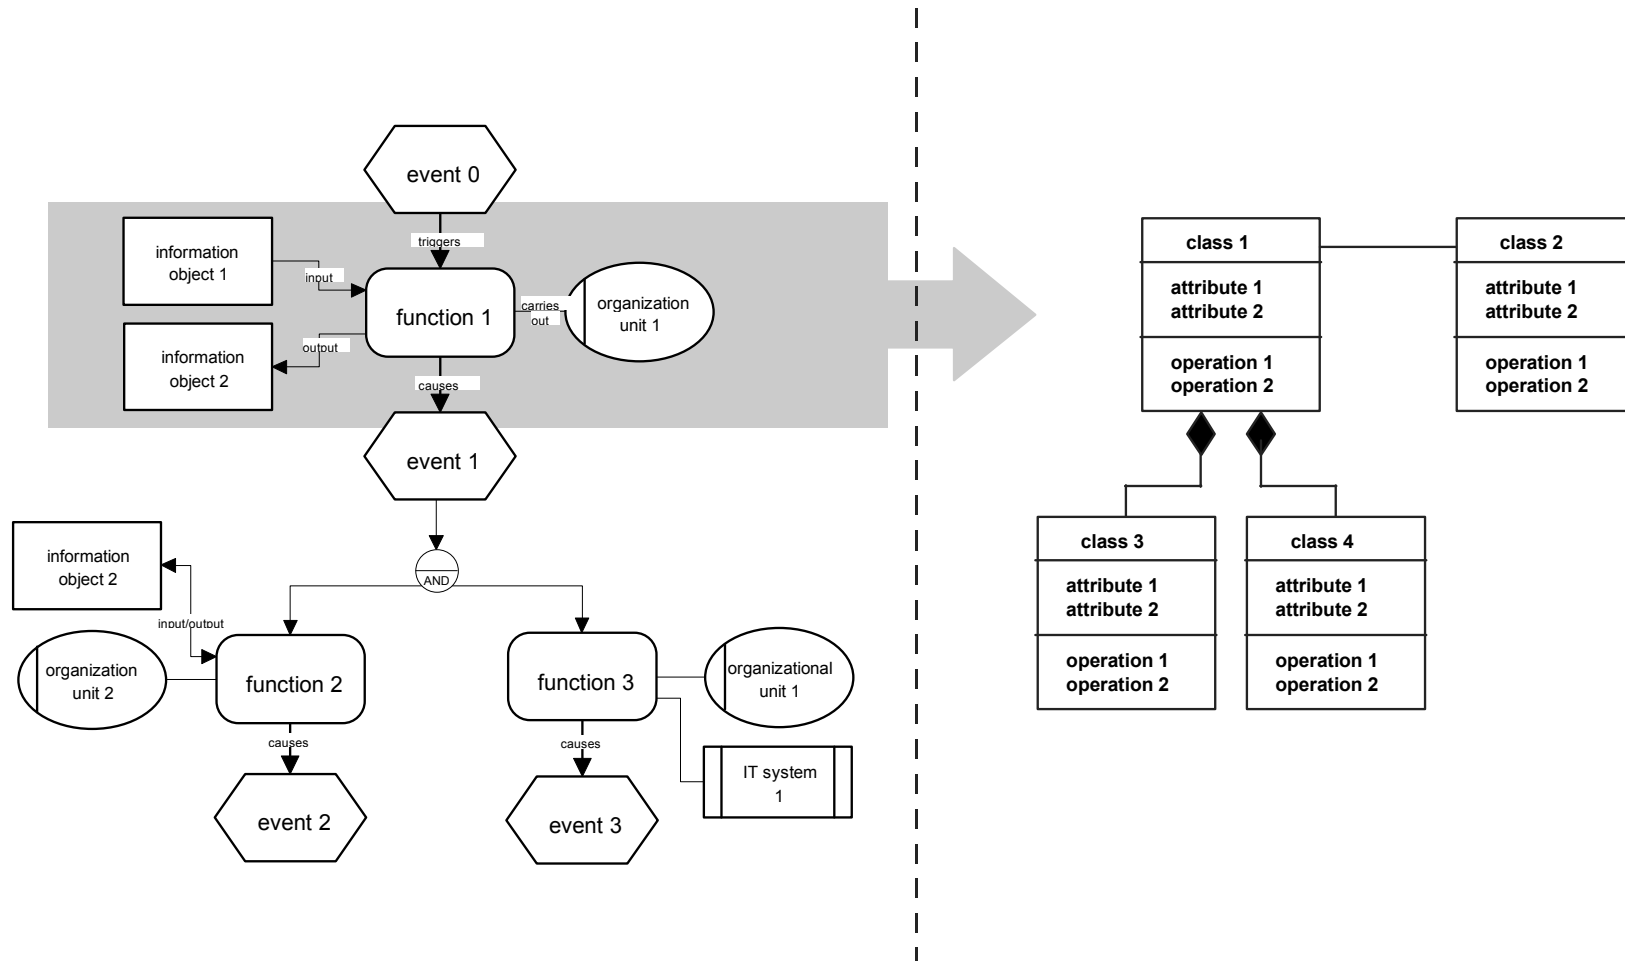 event 0
triggers
information
object 1
input
function 1
carries
out
organization
unit 1
information
object 2
output
causes
event 1
AND
information
object 2
input/output
organization
unit 2
function 2
function 3
organizational
unit 1
causes
causes
IT system
1
event 2
event 3
class 1
attribute 1
attribute 2
operation 1
operation 2
class 2
attribute 1
attribute 2
operation 1
operation 2
class 3
attribute 1
attribute 2
operation 1
operation 2
class 4
attribute 1
attribute 2
operation 1
operation 2